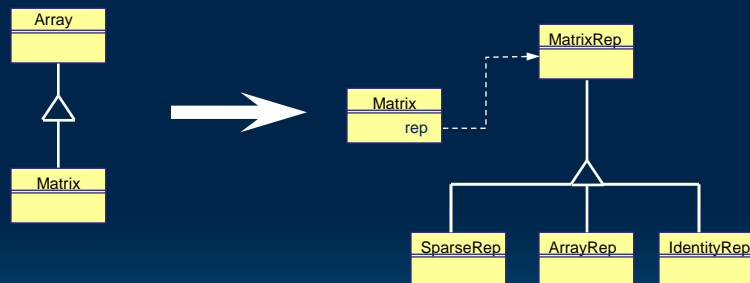 Array
Matrix
MatrixRep
Matrix
rep
SparseRep
ArrayRep
IdentityRep